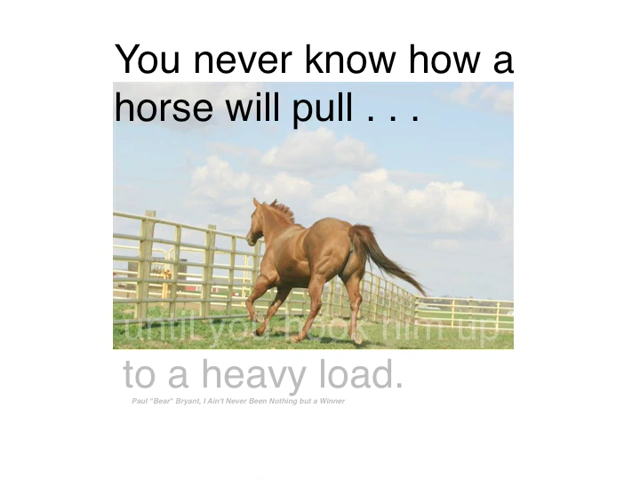 You never know how a
horse will pull . . .
until you hook him up
to a heavy load.
Paul "Bear" Bryant, I Ain't Never Been Nothing but a Winner